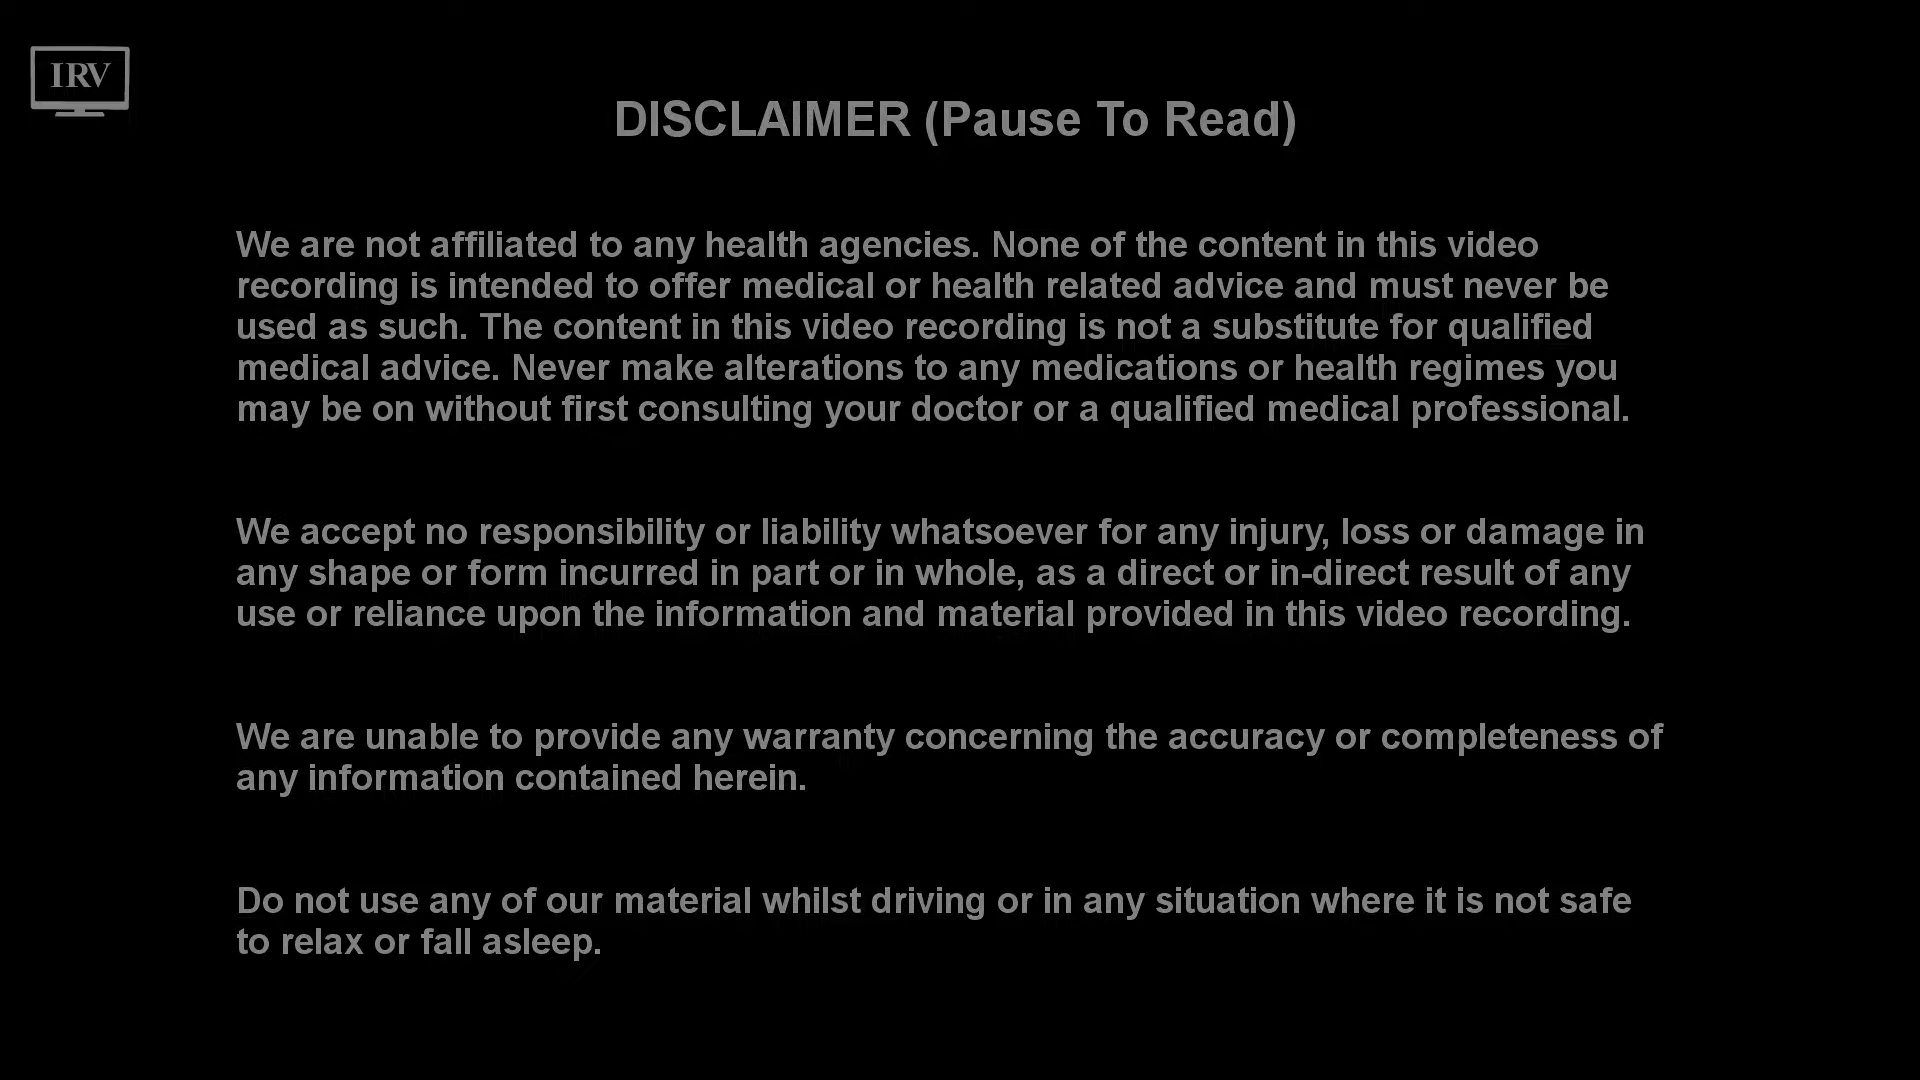 IRV
DISCLAIMER (Pause To Read)
We are not affiliated to any health agencies. None of the content in this video
recording is intended to offer medical or health related advice and must never be
used as such. The content in this video recording is not a substitute for qualified
medical advice. Never make alterations to any medications or health regimes you
may be on without first consulting your doctor or a qualified medical professional.
We accept no responsibility or liability whatsoever for any injury, loss or damage in
any shape or form incurred in part or in whole, as a direct or in-direct result of any
use or reliance upon the information and material provided in this video recording.
We are unable to provide any warranty concerning the accuracy or completeness of
any information contained herein.
Do not use any of our material whilst driving or in any situation where it is not safe
to relax or fall asleep.